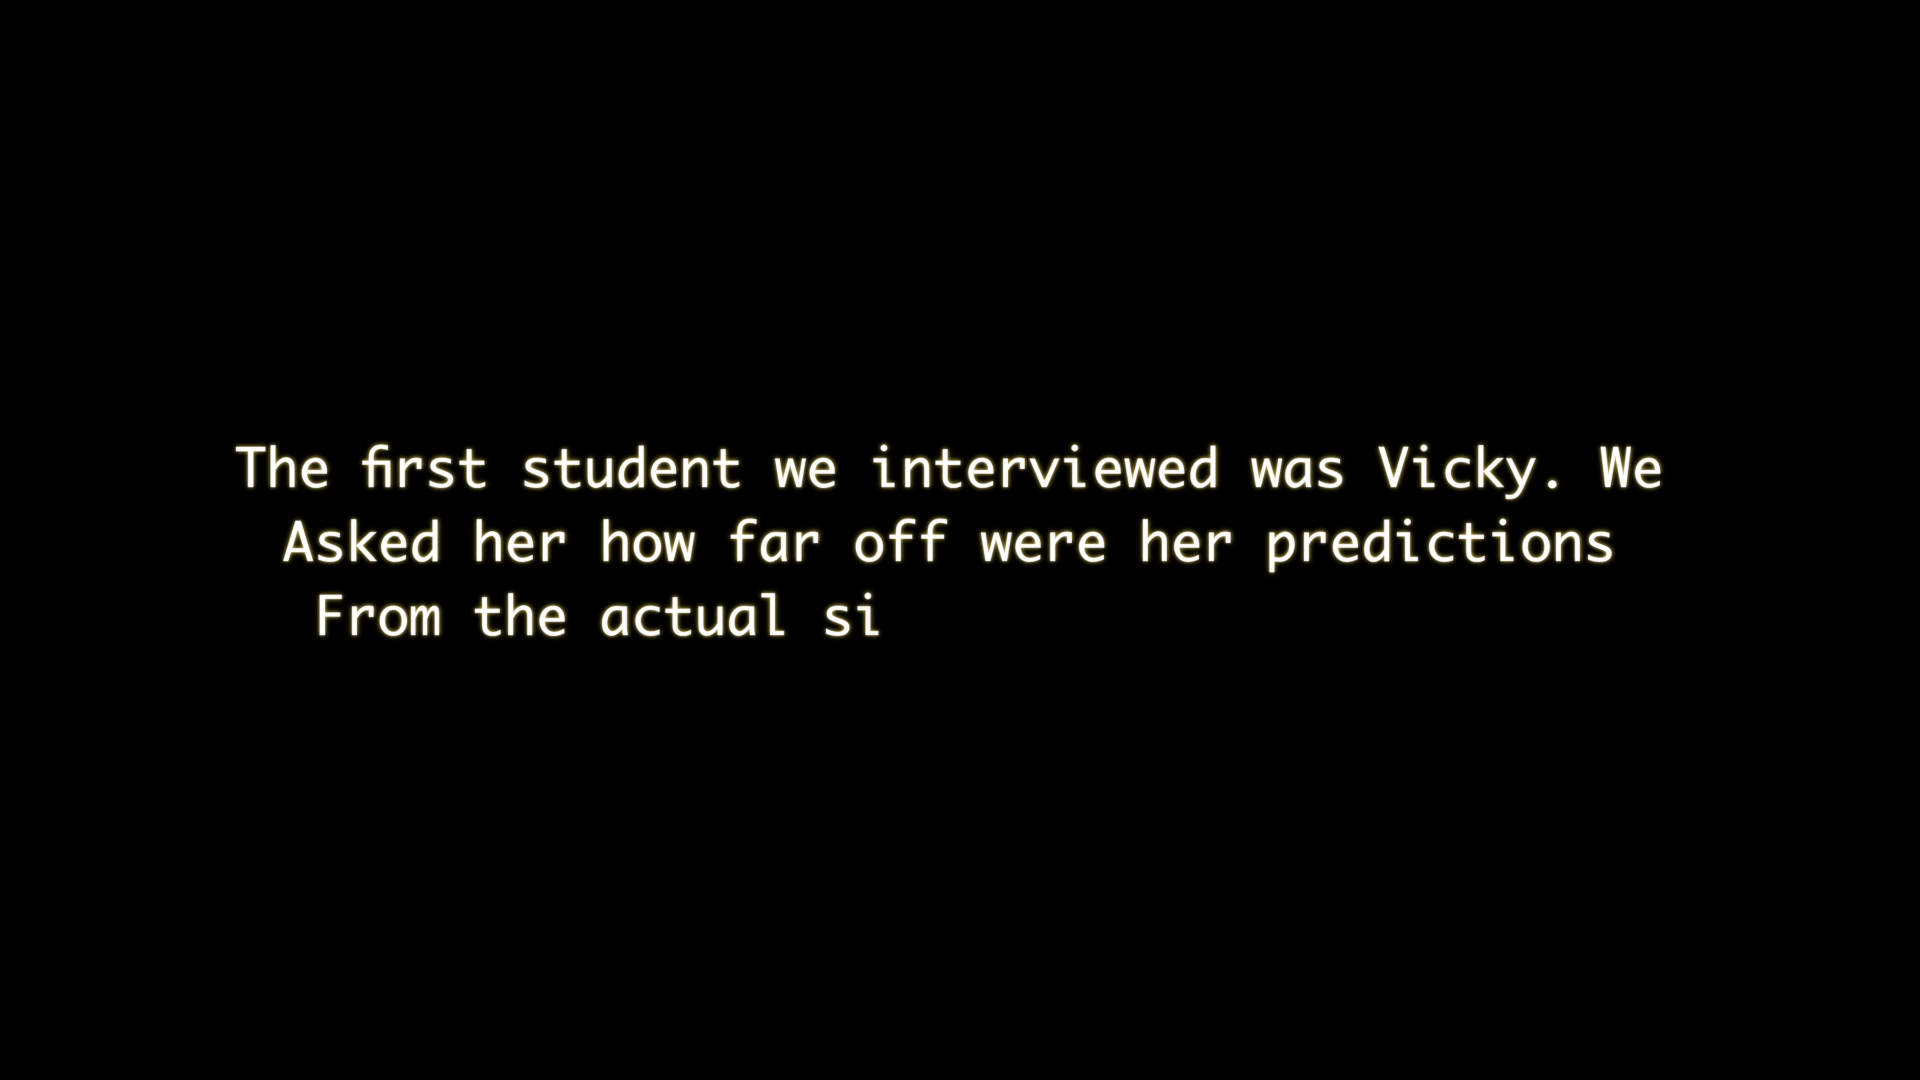 The first student we interviewed was Vicky. We
Asked her how far off were her predictions
From the actual si